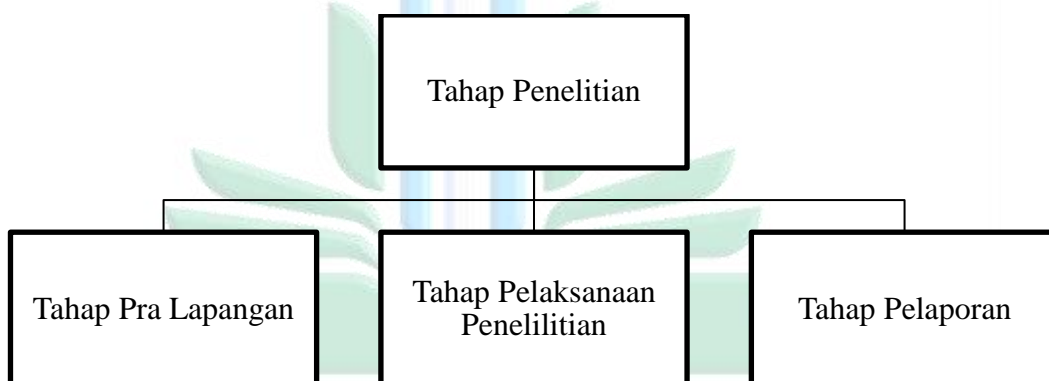 Tahap Penelitian
Tahap Pra Lapangan
Tahap Pelaksanaan
Penelilitian
Tahap Pelaporan